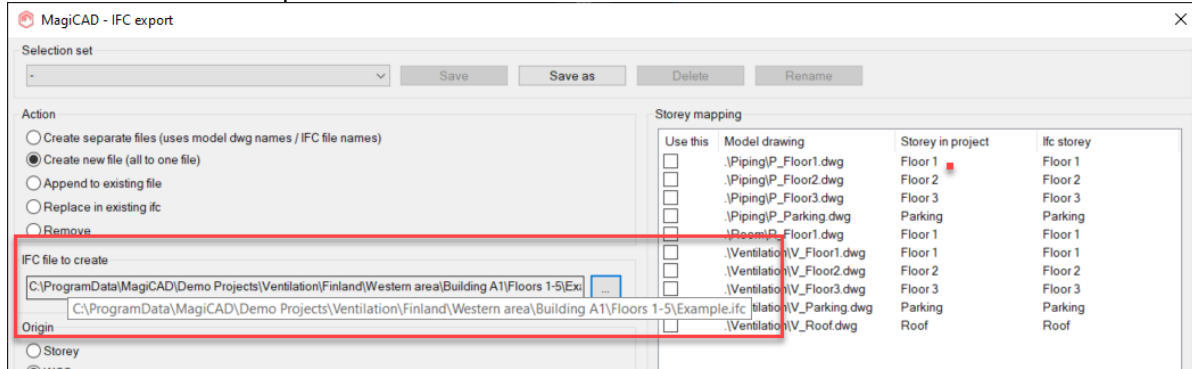 MagiCAD - IFC export
Selection set
-
Save
Save as
Delete
Rename
Action
Create separate files (uses model dwg names / IFC file names)
Create new file (all to one file)
Append to existing file
Replace in existing ifc
Remove
IFC file to create
C:\ProgramData\MagiCAD\Demo Projects\Ventilation\Finland\Western area\Building A1\Floors 1-5\Exa
...
C:\ProgramData\MagiCAD\Demo Projects\Ventilation\Finland\Western area\Building A1\Floors 1-5\Example.ifc
Origin
Storey
Storey mapping
Use this Model drawing Storey in project Ifc storey
.\Piping\P_Floor1.dwg Floor 1 Floor 1
.\Piping\P_Floor2.dwg Floor 2 Floor 2
.\Piping\P_Floor3.dwg Floor 3 Floor 3
.\Piping\P_Parking.dwg Parking Parking
.\Room\R_Floor1.dwg Floor 1 Floor 1
.\Ventilation\V_Floor1.dwg Floor 1 Floor 1
.\Ventilation\V_Floor2.dwg Floor 2 Floor 2
.\Ventilation\V_Floor3.dwg Floor 3 Floor 3
tilation\V_Parking.dwg Parking Parking
.\Ventilation\V_Roof.dwg Roof Roof